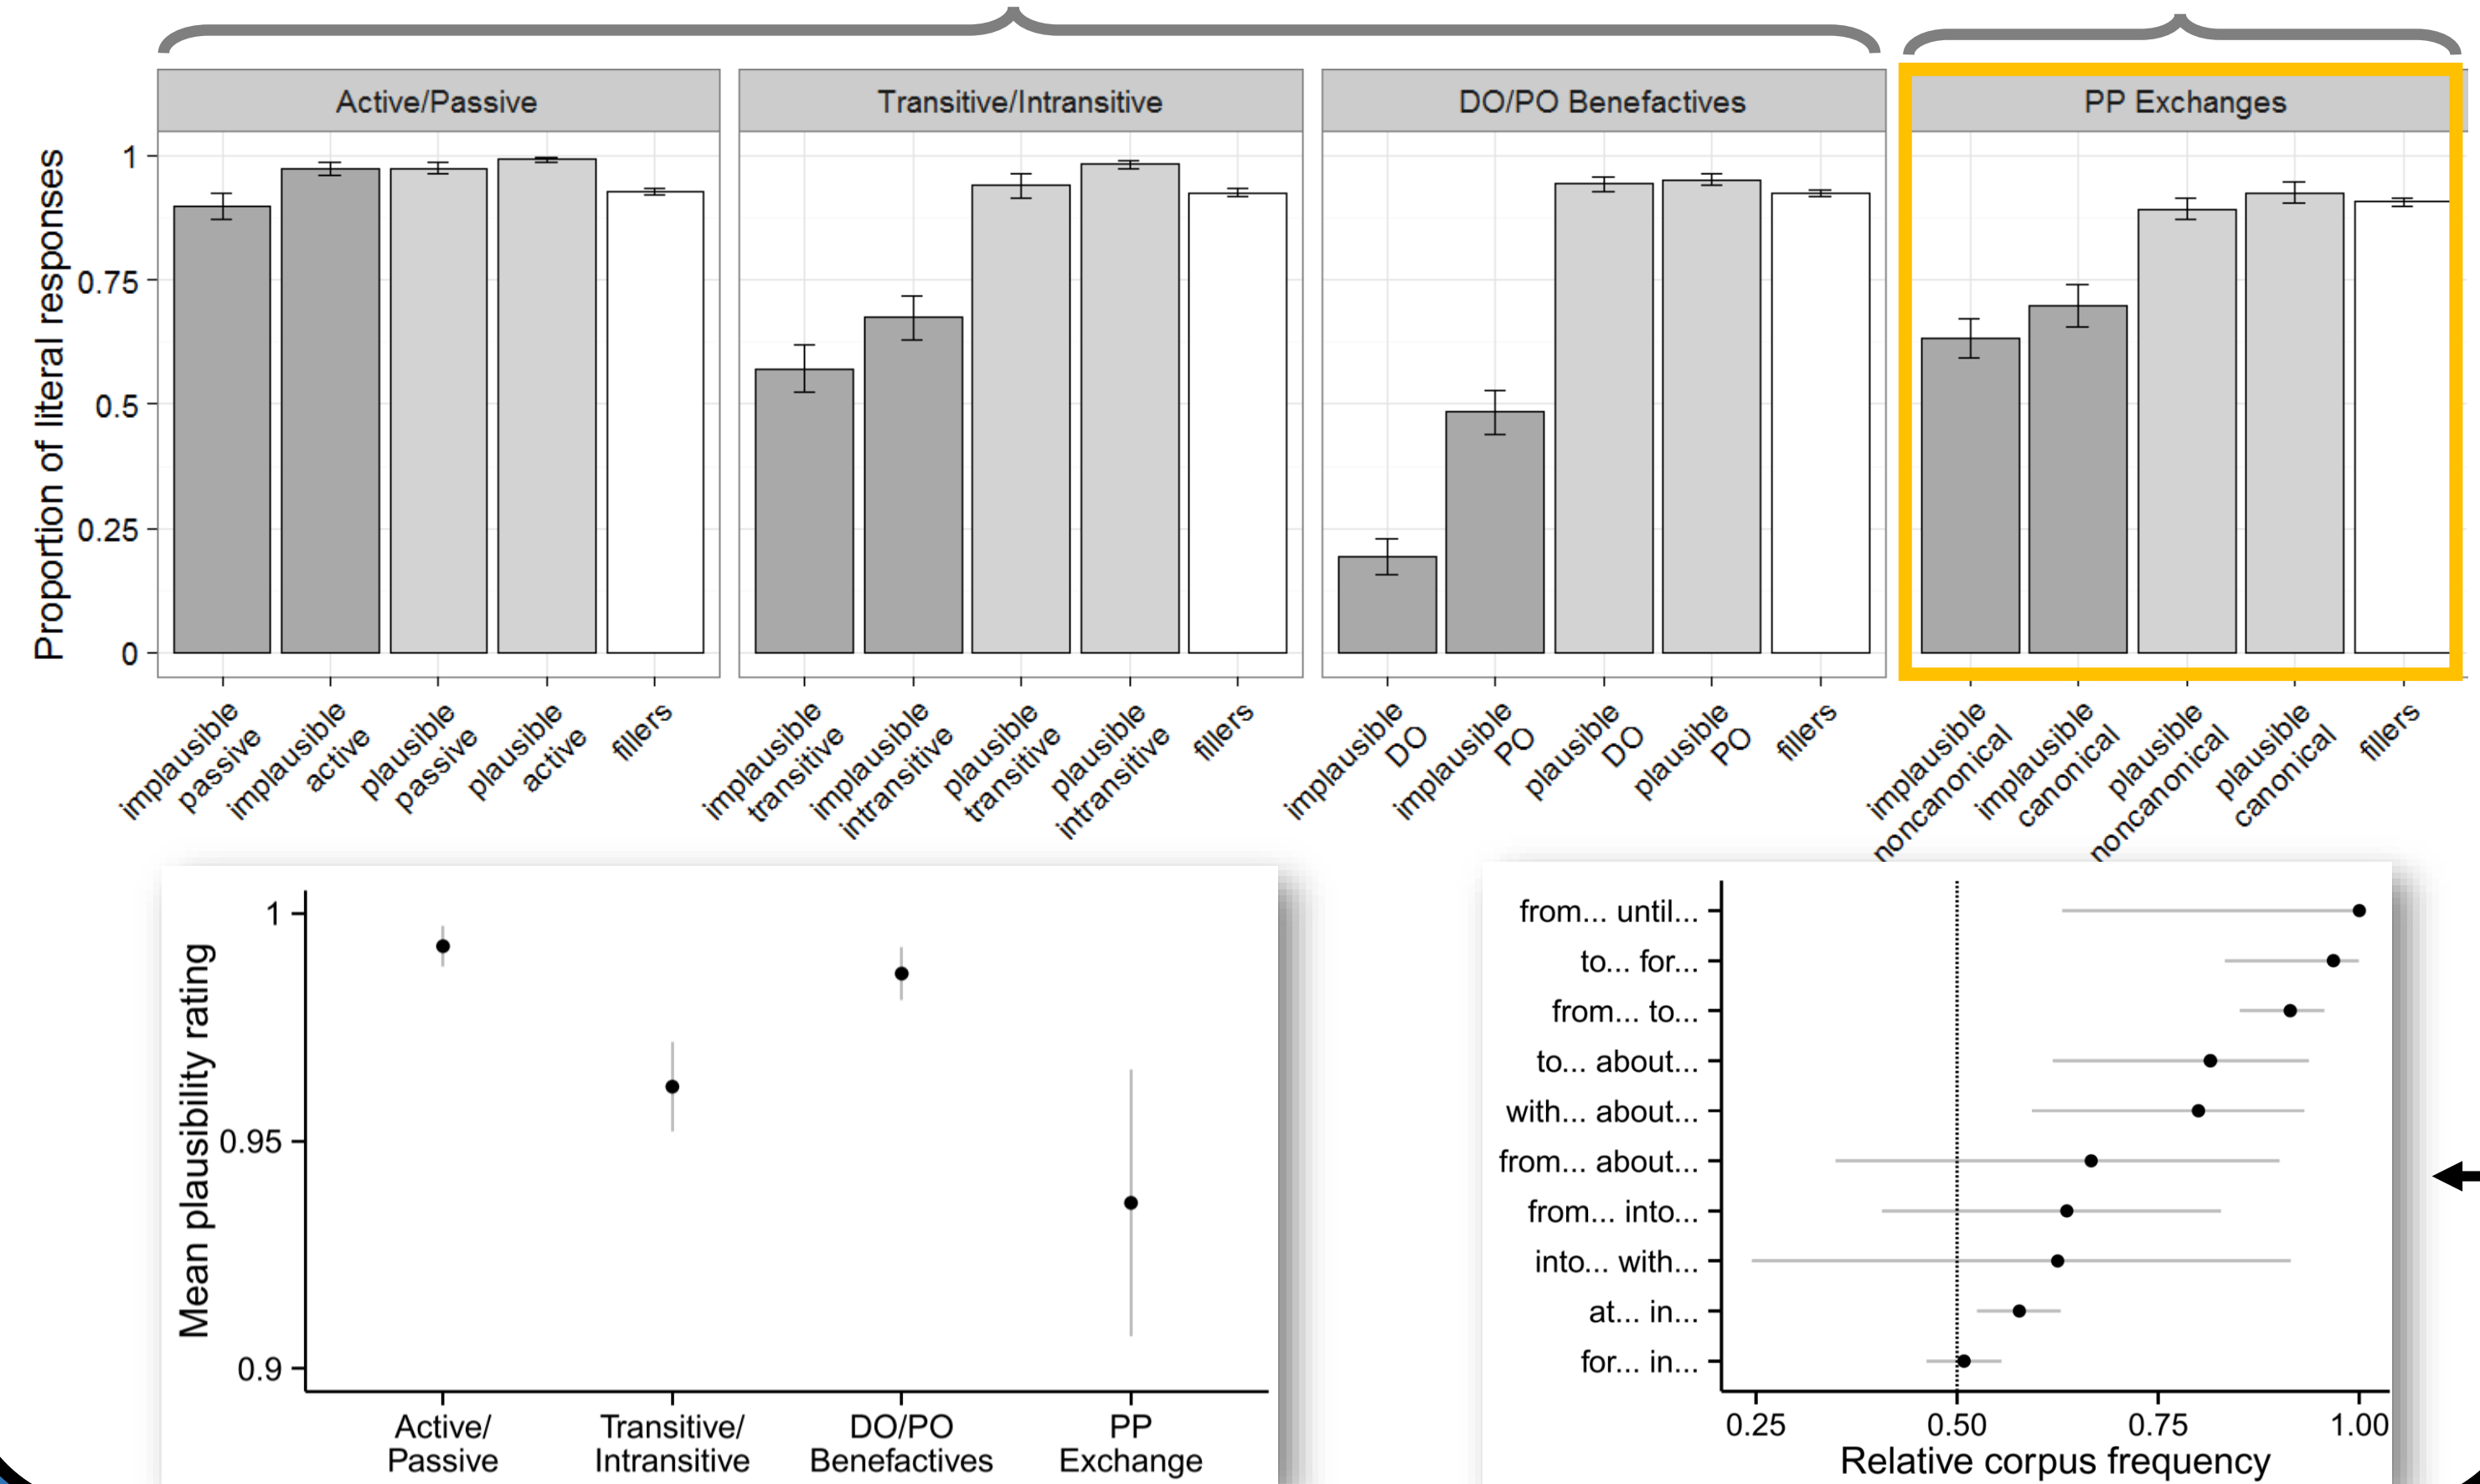 Active/Passive
Transitive/Intransitive
DO/PO Benefactives
PP Exchanges
Proportion of literal responses
1
0.75
0.5
0.25
0
implausible
passive
implausible
active
plausible
passive
plausible
active
fillers
implausible
transitive
implausible
intransitive
plausible
transitive
plausible
intransitive
fillers
implausible
DO
implausible
PO
plausible
DO
plausible
PO
fillers
implausible
noncanonical
implausible
canonical
plausible
noncanonical
plausible
canonical
fillers
Mean plausibility rating
1
0.95
0.9
Active/
Passive
Transitive/
Intransitive
DO/PO
Benefactives
PP
Exchange
from... until...
to... for...
from... to...
to... about...
with... about...
from... about...
from... into...
into... with...
at... in...
for... in...
0.25
0.50
0.75
1.00
Relative corpus frequency